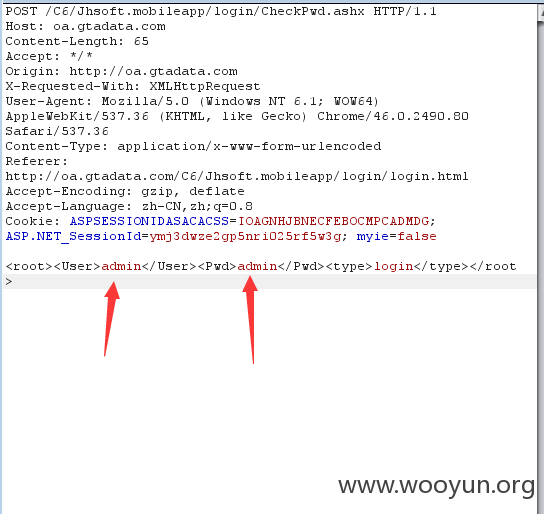 POST /C6/Jhsoft.mobileapp/login/CheckPwd.ashx HTTP/1.1
Host: oa.gtadata.com
Content-Length: 65
Accept: */*
Origin: http://oa.gtadata.com
X-Requested-With: XMLHttpRequest
User-Agent: Mozilla/5.0 (Windows NT 6.1; WOW64)
AppleWebKit/537.36 (KHTML, like Gecko) Chrome/46.0.2490.80
Safari/537.36
Content-Type: application/x-www-form-urlencoded
Referer:
http://oa.gtadata.com/C6/Jhsoft.mobileapp/login/login.html
Accept-Encoding: gzip, deflate
Accept-Language: zh-CN,zh;q=0.8
Cookie: ASPSESSIONIDASACACSS=IOAGNHJBNECFEBOCMPCADMDG;
ASP.NET_SessionId=ymj3dwze2gp5nri025rf5w3g; myie=false
<root><User>admin</User><Pwd>admin</Pwd><type>login</type></root
>
www.wooyun.org